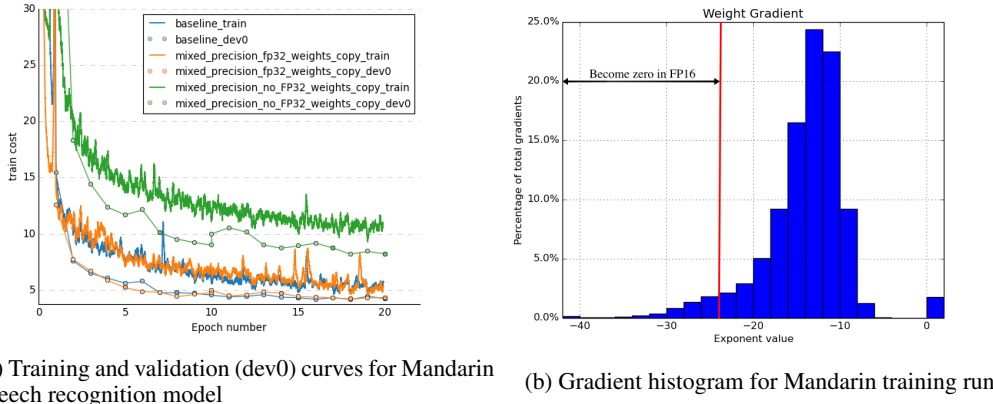 30
25
20
15
10
5
train cost
0
5
10
15
20
Epoch number
baseline_train
baseline_dev0
mixed_precision_fp32_weights_copy_train
mixed_precision_fp32_weights_copy_dev0
mixed_precision_no_FP32_weights_copy_train
mixed_precision_no_FP32_weights_copy_dev0
) Training and validation (dev0) curves for Mandarin
eech recognition model
Weight Gradient
25.0%
20.0%
15.0%
10.0%
5.0%
0.0%
Percentage of total gradients
Become zero in FP16
−40
−30
−20
−10
0
Exponent value
(b) Gradient histogram for Mandarin training run